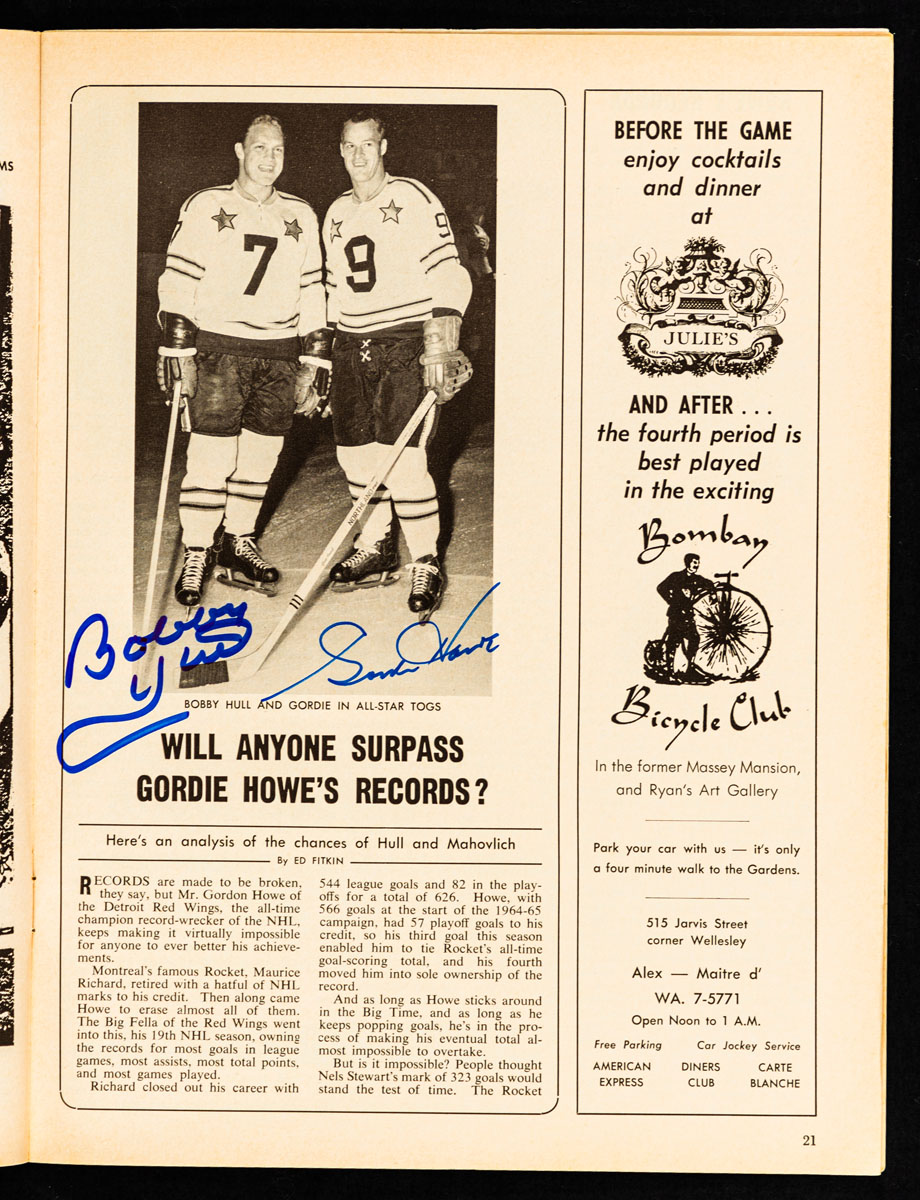 MS
7
9
9
NORTHLAND
Bobby Hull
Gordie Howe
BOBBY HULL AND GORDIE IN ALL-STAR TOGS
WILL ANYONE SURPASS
GORDIE HOWE'S RECORDS?
Here's an analysis of the chances of Hull and Mahovlich
By ED FITKIN
RECORDS are made to be broken,
they say, but Mr. Gordon Howe of
the Detroit Red Wings, the all-time
champion record-wrecker of the NHL,
keeps making it virtually impossible
for anyone to ever better his achieve-
ments.
Montreal's famous Rocket, Maurice
Richard, retired with a hatful of NHL
marks to his credit. Then along came
Howe to erase almost all of them.
The Big Fella of the Red Wings went
into this, his 19th NHL season, owning
the records for most goals in league
games, most assists, most total points,
and most games played.
Richard closed out his career with
544 league goals and 82 in the play-
offs for a total of 626. Howe, with
566 goals at the start of the 1964-65
campaign, had 57 playoff goals to his
credit, so his third goal this season
enabled him to tie Rocket's all-time
goal-scoring total, and his fourth
moved him into sole ownership of the
record.
And as long as Howe sticks around
in the Big Time, and as long as he
keeps popping goals, he's in the pro-
cess of making his eventual total al-
most impossible to overtake.
But is it impossible? People thought
Nels Stewart's mark of 323 goals would
stand the test of time. The Rocket
BEFORE THE GAME
enjoy cocktails
and dinner
at
JULIE'S
AND AFTER . . .
the fourth period is
best played
in the exciting
Bombay
Bicycle Club
In the former Massey Mansion,
and Ryan's Art Gallery
Park your car with us — it's only
a four minute walk to the Gardens.
515 Jarvis Street
corner Wellesley
Alex — Maitre d'
WA. 7-5771
Open Noon to 1 A.M.
Free Parking Car Jockey Service
AMERICAN EXPRESS
DINERS CLUB
CARTE BLANCHE
21